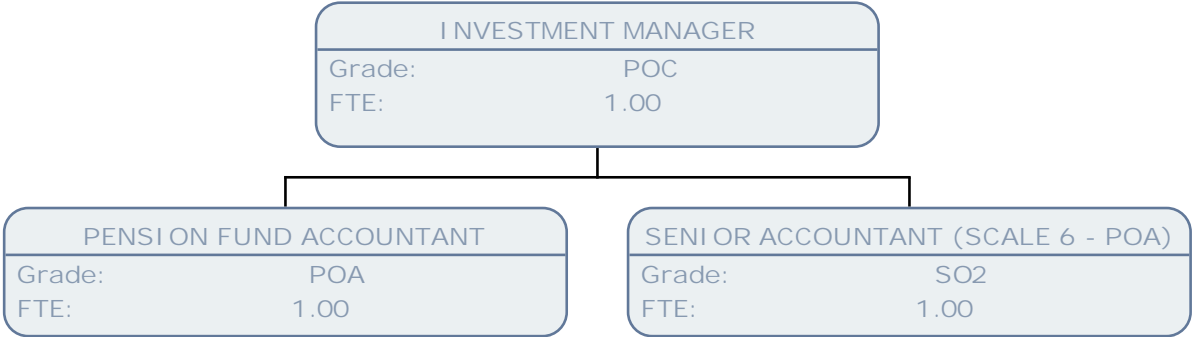 INVESTMENT MANAGER
Grade: POC
FTE: 1.00
PENSION FUND ACCOUNTANT
Grade: POA
FTE: 1.00
SENIOR ACCOUNTANT (SCALE 6 - POA)
Grade: SO2
FTE: 1.00